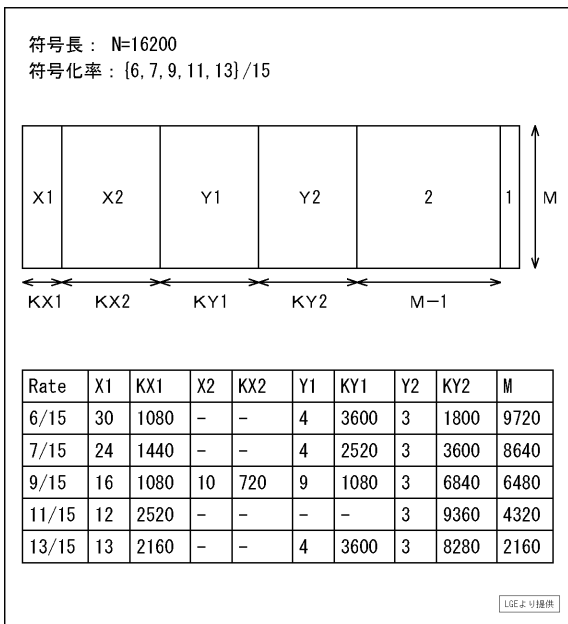 符号長： N=16200
符号化率：{6,7,9,11,13}/15
X1 X2 Y1 Y2 2 1 M
KX1 KX2 KY1 KY2 M−1
Rate X1 KX1 X2 KX2 Y1 KY1 Y2 KY2 M
6/15 30 1080 − − 4 3600 3 1800 9720
7/15 24 1440 − − 4 2520 3 3600 8640
9/15 16 1080 10 720 9 1080 3 6840 6480
11/15 12 2520 − − − − 3 9360 4320
13/15 13 2160 − − 4 3600 3 8280 2160
LGEより提供